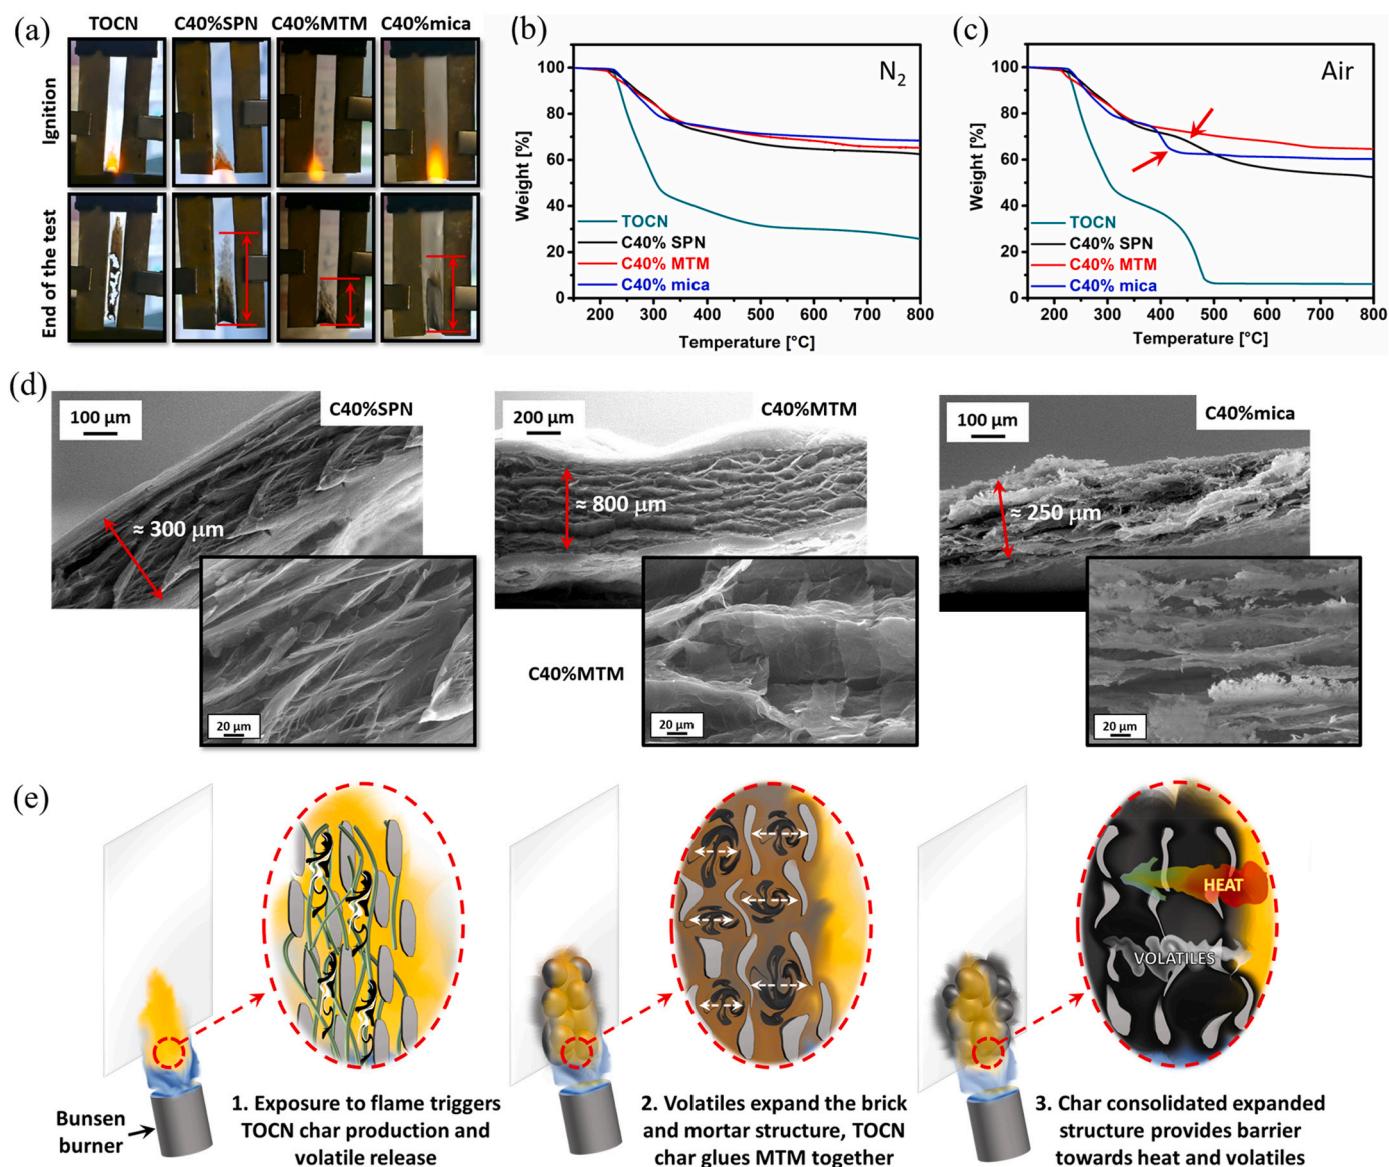 (a)
TOCN C40%SPN C40%MTM C40%mica
Ignition
End of the test
(b)
N2
Weight [%]
100
80
60
40
20
0
TOCN
C40% SPN
C40% MTM
C40% mica
200 300 400 500 600 700 800
Temperature [°C]
(c)
Air
Weight [%]
100
80
60
40
20
0
TOCN
C40% SPN
C40% MTM
C40% mica
200 300 400 500 600 700 800
Temperature [°C]
(d)
100 µm
C40%SPN
≈ 300 µm
20 µm
200 µm
C40%MTM
≈ 800 µm
C40%MTM
20 µm
100 µm
C40%mica
≈ 250 µm
20 µm
(e)
Bunsen
burner
1. Exposure to flame triggers
TOCN char production and
volatile release
2. Volatiles expand the brick
and mortar structure, TOCN
char glues MTM together
HEAT
VOLATILES
3. Char consolidated expanded
structure provides barrier
towards heat and volatiles